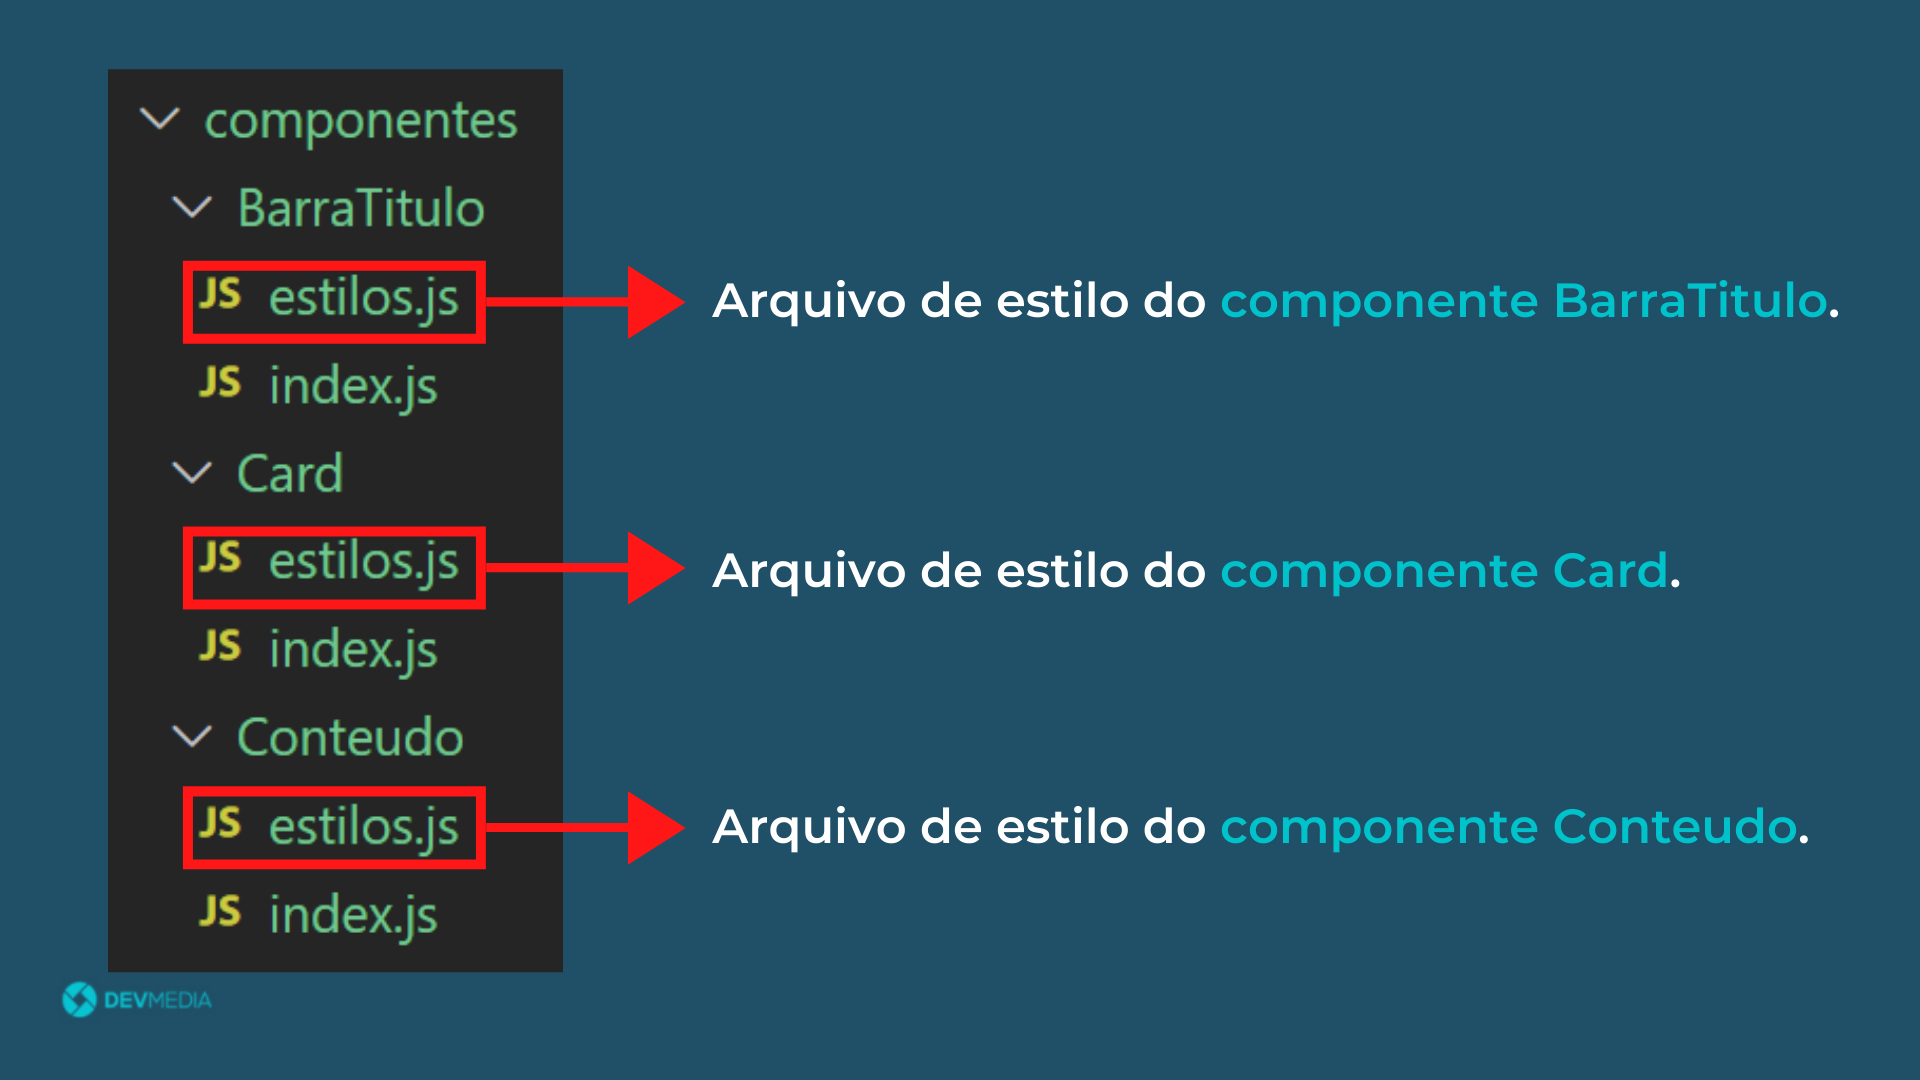 componentes
BarraTitulo
JS estilos.js
Arquivo de estilo do componente BarraTitulo.
JS index.js
Card
JS estilos.js
Arquivo de estilo do componente Card.
JS index.js
Conteudo
JS estilos.js
Arquivo de estilo do componente Conteudo.
JS index.js
DEVMEDIA